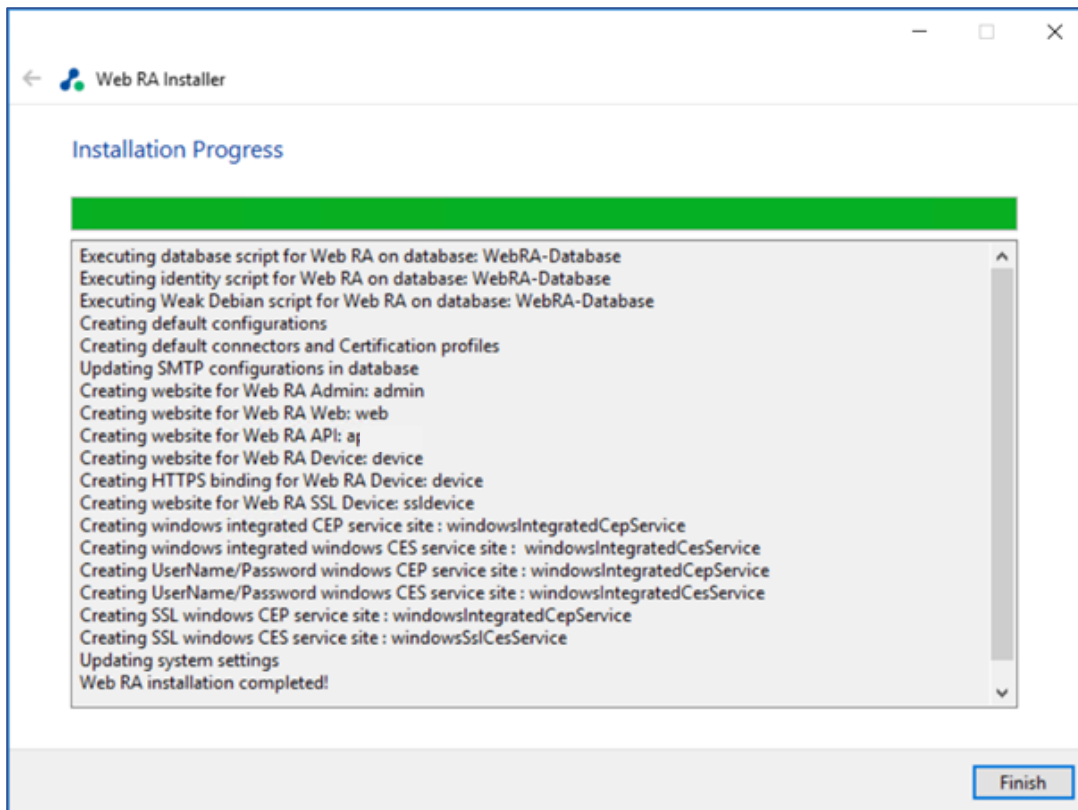 Web RA Installer
Installation Progress
Executing database script for Web RA on database: WebRA-Database
Executing identity script for Web RA on database: WebRA-Database
Executing Weak Debian script for Web RA on database: WebRA-Database
Creating default configurations
Creating default connectors and Certification profiles
Updating SMTP configurations in database
Creating website for Web RA Admin: admin
Creating website for Web RA Web: web
Creating website for Web RA API:
Creating website for Web RA Device: device
Creating HTTPS binding for Web RA Device: device
Creating website for Web RA SSL Device: ssldevice
Creating windows integrated CEP service site : windowsIntegratedCepService
Creating windows integrated windows CES service site :  windowsIntegratedCesService
Creating UserName/Password windows CEP service site : windowsIntegratedCepService
Creating UserName/Password windows CES service site : windowsIntegratedCesService
Creating SSL windows CEP service site : windowsIntegratedCepService
Creating SSL windows CES service site : windowsSslCesService
Updating system settings
Web RA installation completed!
Finish